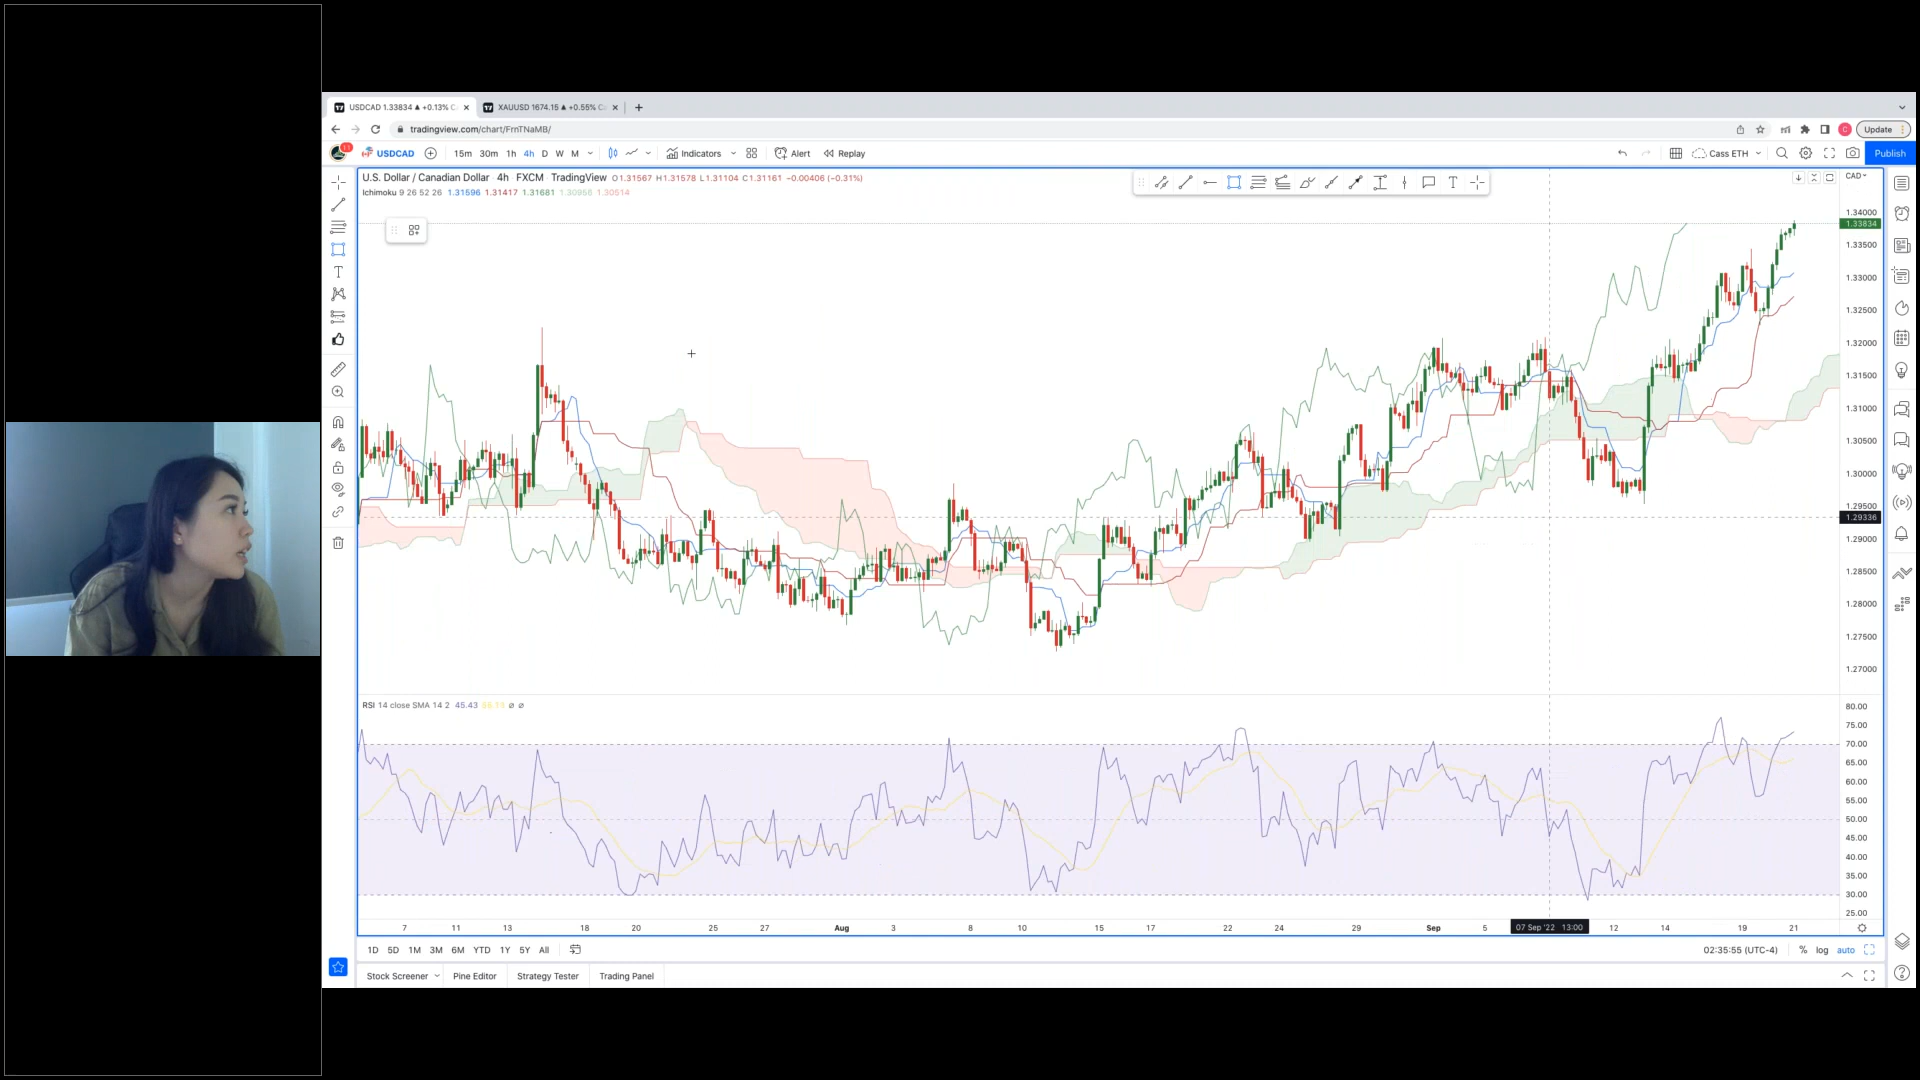 USDCAD 1.33834 ▲ +0.13% C
XAUUSD 1674.15 ▲ +0.55% C
tradingview.com/chart/FrnTNaMB/
Update
11
USDCAD
15m 30m 1h 4h D W M
Indicators
Alert
Replay
Cass ETH
Publish
U.S. Dollar / Canadian Dollar 4h FXCM TradingView O1.31567 H1.31578 L1.31104 C1.31161 −0.00406 (−0.31%)
CAD
Ichimoku 9 26 52 26 1.31596 1.31417 1.31681
1.34000
1.33834
1.33500
1.33000
1.32500
1.32000
1.31500
1.31000
1.30500
1.30000
1.29500
1.29336
1.29000
1.28500
1.28000
1.27500
1.27000
RSI 14 close SMA 14 2 45.43
80.00
75.00
70.00
65.00
60.00
55.00
50.00
45.00
40.00
35.00
30.00
25.00
7 11 13 18 20 25 27 Aug 3 8 10 15 17 22 24 29 Sep 5 07 Sep '22 13:00 12 14 19 21
1D 5D 1M 3M 6M YTD 1Y 5Y All
02:35:55 (UTC-4) % log auto
Stock Screener Pine Editor Strategy Tester Trading Panel